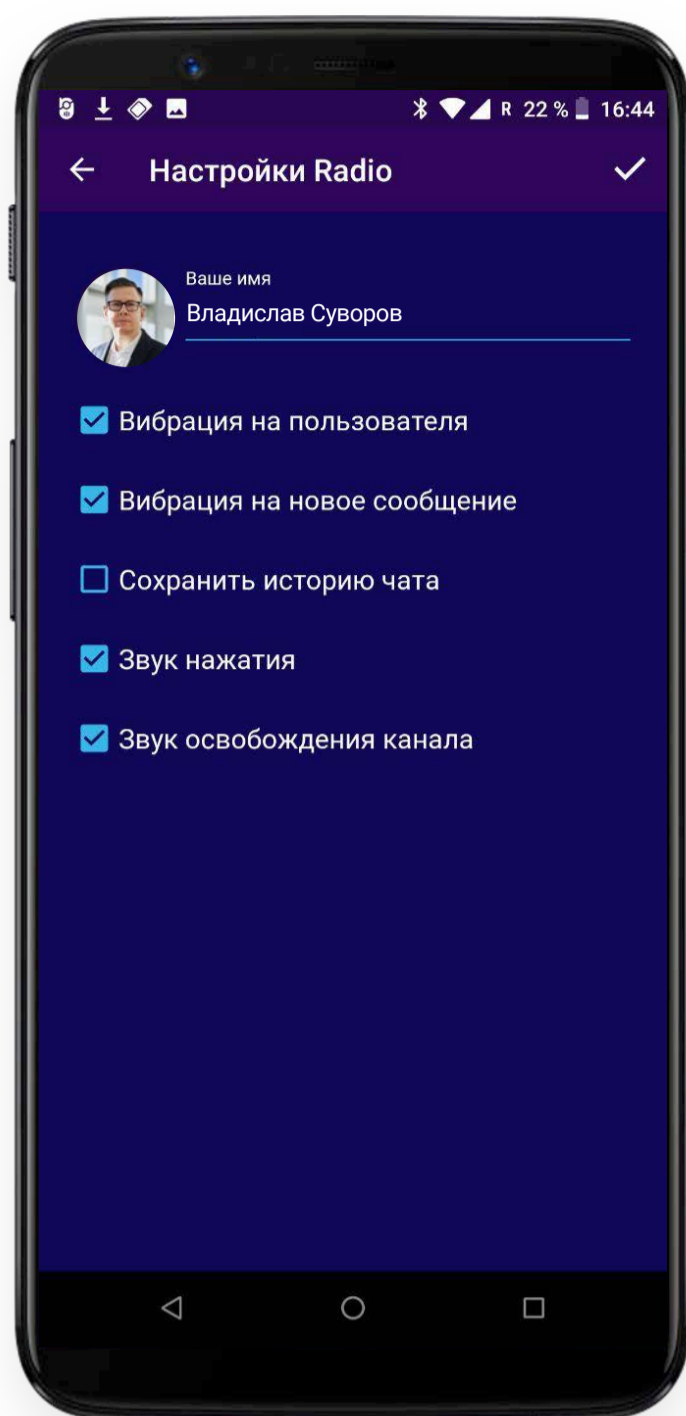 R 22 % 16:44
Настройки Radio
Ваше имя
Владислав Суворов
Вибрация на пользователя
Вибрация на новое сообщение
Сохранить историю чата
Звук нажатия
Звук освобождения канала